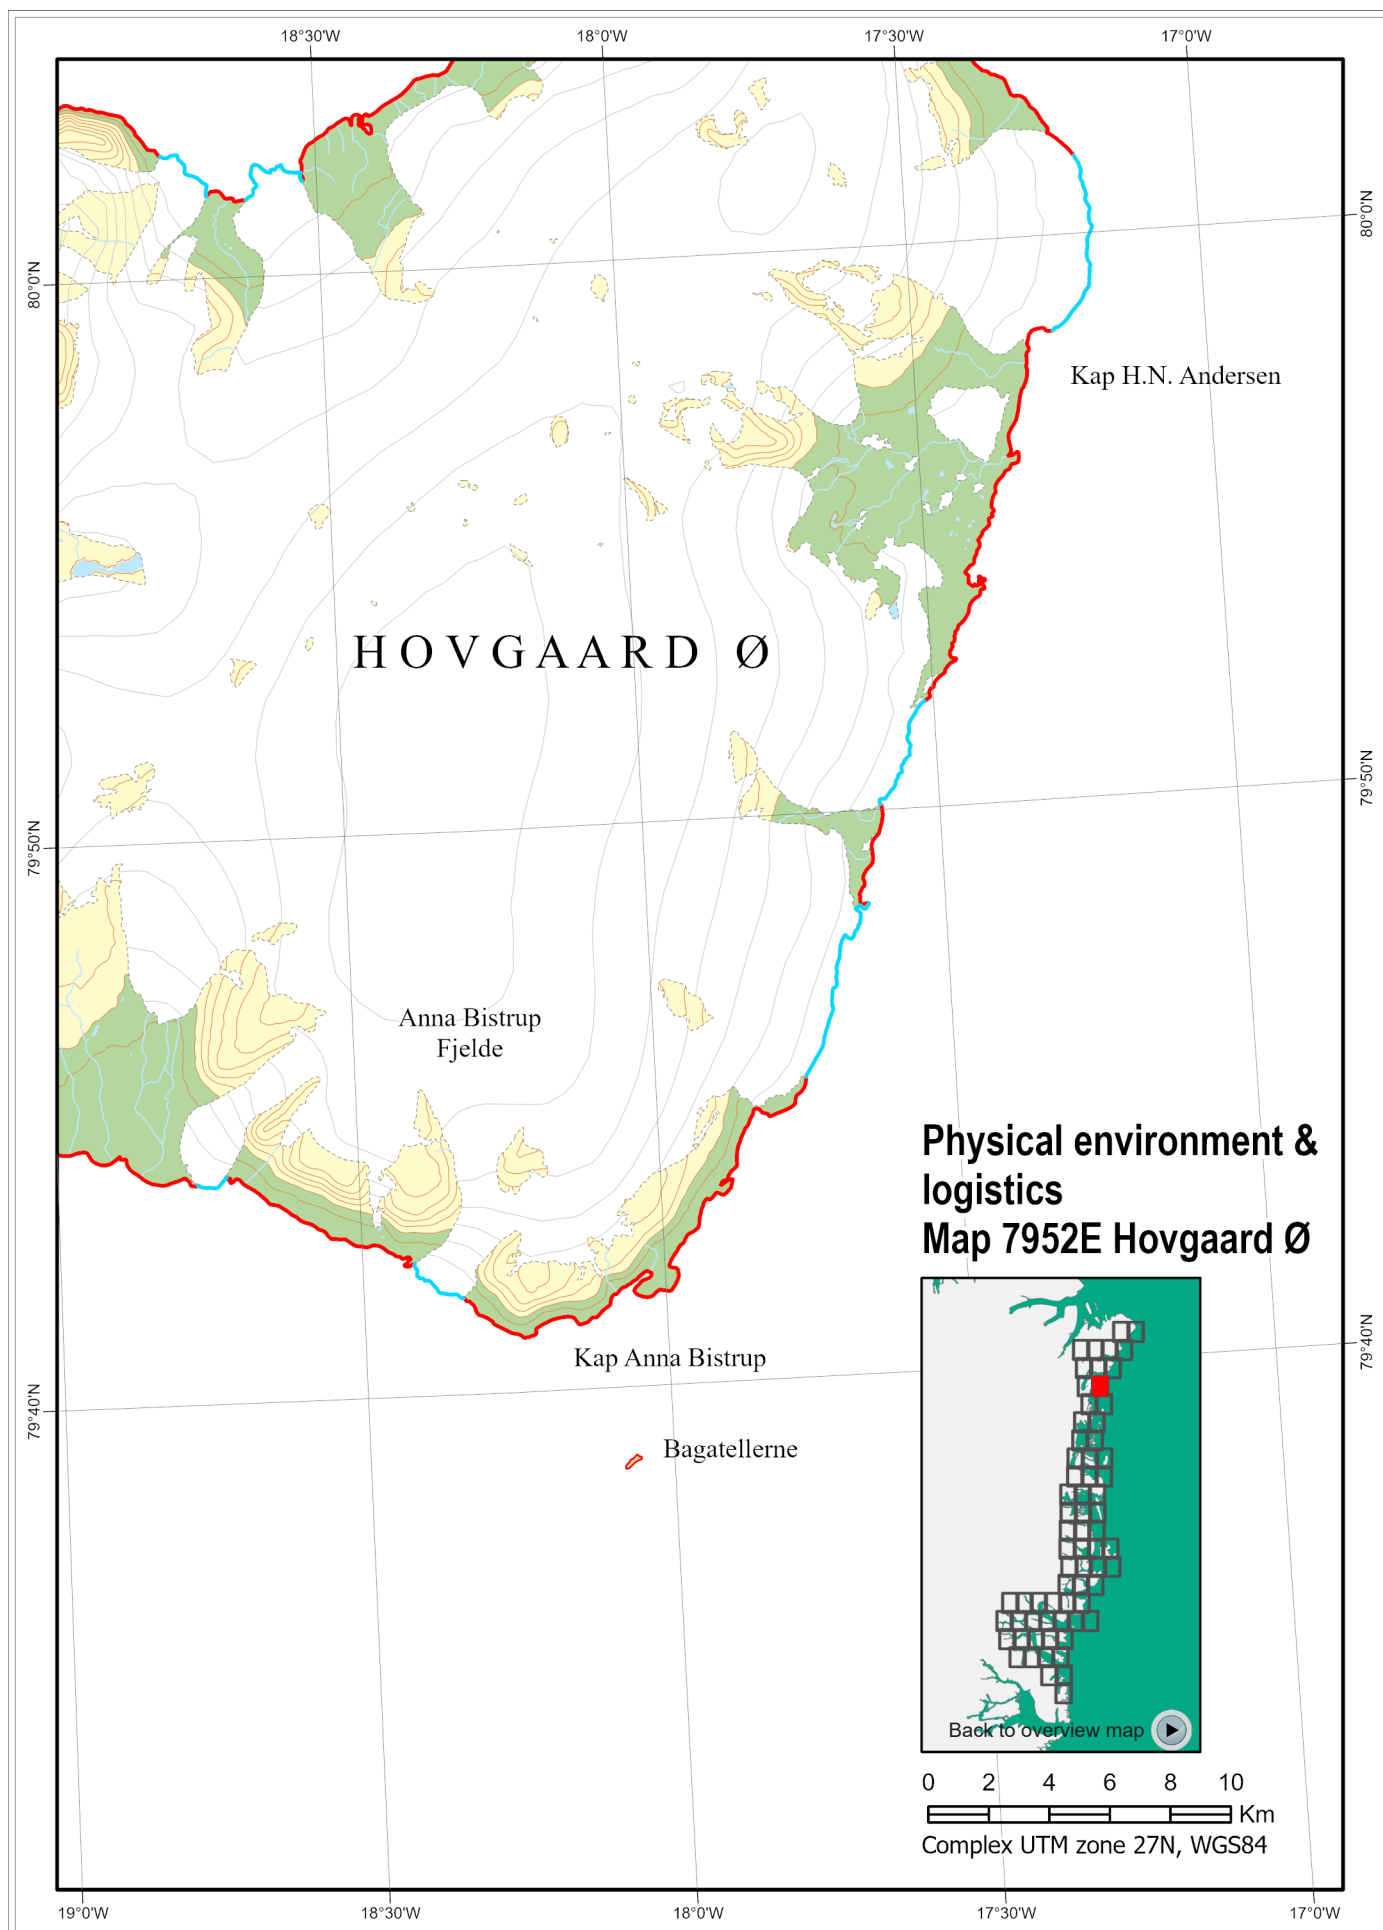 18°30'W 18°0'W 17°30'W 17°0'W
80°0'N
80°0'N
Kap H.N. Andersen
HOVGAARD Ø
79°50'N
79°50'N
Anna Bistrup
Fjelde
Physical environment &
logistics
Map 7952E Hovgaard Ø
79°40'N
Kap Anna Bistrup
79°40'N
Bagatellerne
Back to overview map
0 2 4 6 8 10
Km
Complex UTM zone 27N, WGS84
19°0'W 18°30'W 18°0'W 17°30'W 17°0'W